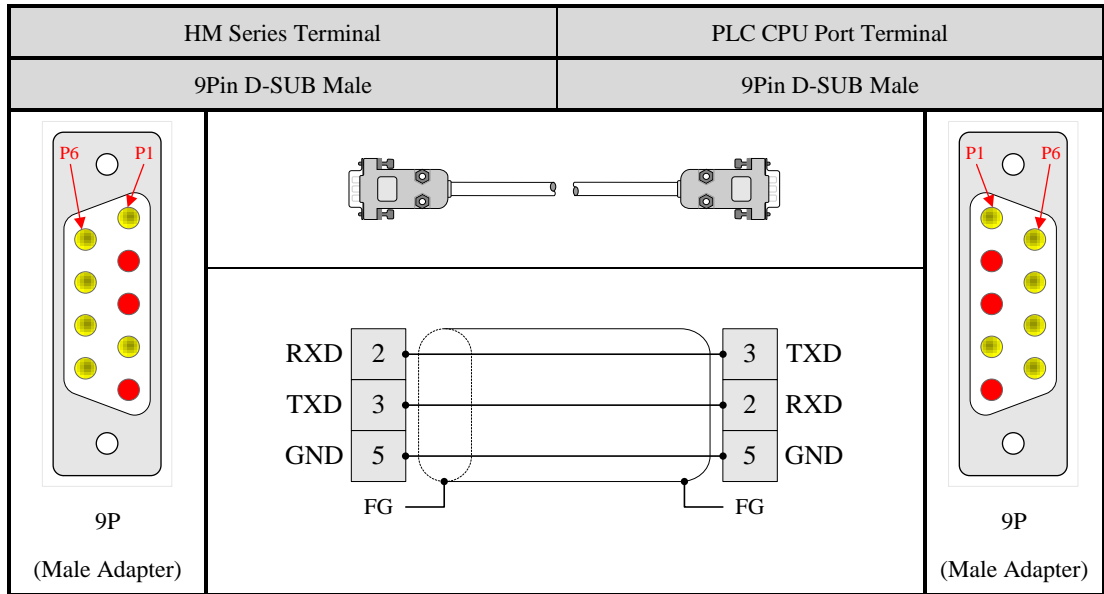 HM Series Terminal
PLC CPU Port Terminal
9Pin D-SUB Male
9Pin D-SUB Male
P6
P1
P1
P6
RXD 2
3 TXD
TXD 3
2 RXD
GND 5
5 GND
FG
FG
9P
(Male Adapter)
9P
(Male Adapter)